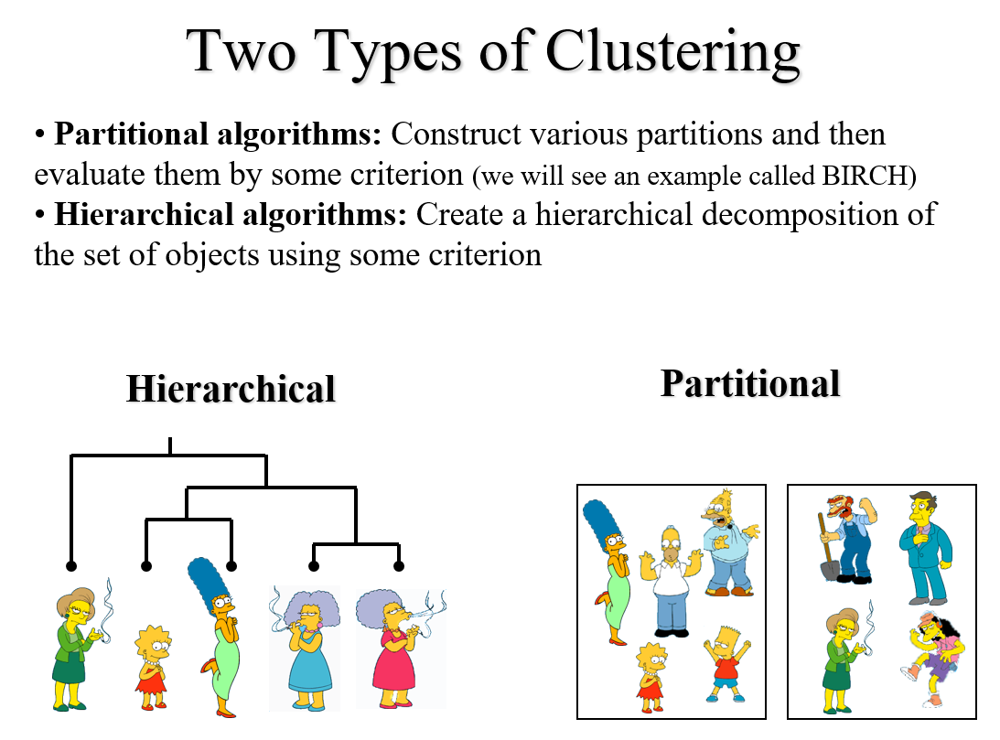 Two Types of Clustering
• Partitional algorithms: Construct various partitions and then
evaluate them by some criterion (we will see an example called BIRCH)
• Hierarchical algorithms: Create a hierarchical decomposition of
the set of objects using some criterion
Hierarchical
Partitional